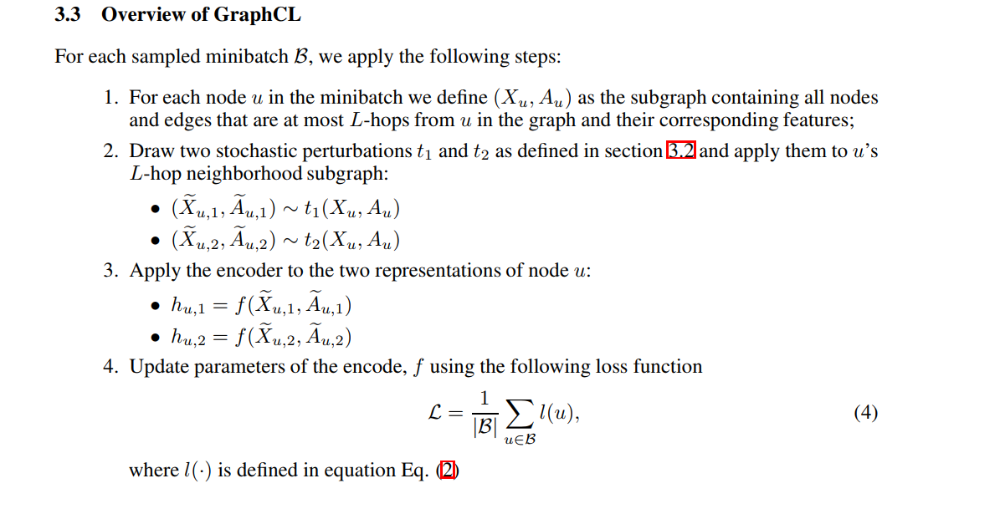 3.3 Overview of GraphCL
For each sampled minibatch $\mathcal{B}$, we apply the following steps:
1. For each node $u$ in the minibatch we define $(X_u, A_u)$ as the subgraph containing all nodes
and edges that are at most $L$-hops from $u$ in the graph and their corresponding features;
2. Draw two stochastic perturbations $t_1$ and $t_2$ as defined in section 3.2 and apply them to $u$'s
$L$-hop neighborhood subgraph:
• $(\widetilde{X}_{u,1}, \widetilde{A}_{u,1}) \sim t_1(X_u, A_u)$
• $(\widetilde{X}_{u,2}, \widetilde{A}_{u,2}) \sim t_2(X_u, A_u)$
3. Apply the encoder to the two representations of node $u$:
• $h_{u,1} = f(\widetilde{X}_{u,1}, \widetilde{A}_{u,1})$
• $h_{u,2} = f(\widetilde{X}_{u,2}, \widetilde{A}_{u,2})$
4. Update parameters of the encode, $f$ using the following loss function
$\mathcal{L} = \frac{1}{|\mathcal{B}|} \sum_{u \in \mathcal{B}} l(u),$ (4)
where $l(\cdot)$ is defined in equation Eq. (2)